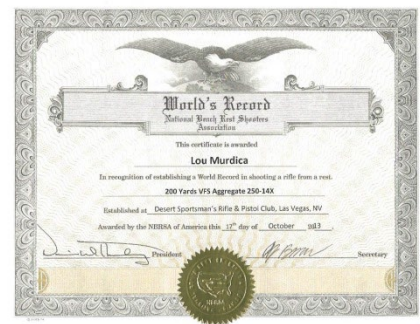 World's Record
National Bench Rest Shooters
Association
This certificate is awarded
Lou Murdica
In recognition of establishing a World Record in shooting a rifle from a rest.
200 Yards VFS Aggregate 250-14X
Established at Desert Sportsman's Rifle & Pistol Club, Las Vegas, NV
Awarded by the NBRSA of America this day of October
President Secretary